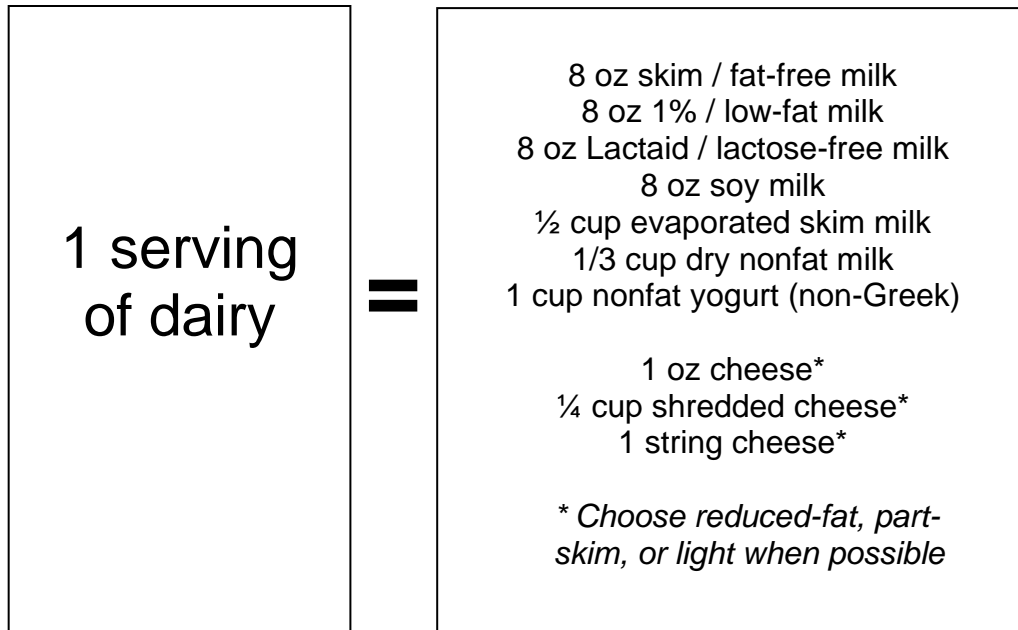 1 serving
of dairy
=
8 oz skim / fat-free milk
8 oz 1% / low-fat milk
8 oz Lactaid / lactose-free milk
8 oz soy milk
½ cup evaporated skim milk
1/3 cup dry nonfat milk
1 cup nonfat yogurt (non-Greek)
1 oz cheese*
¼ cup shredded cheese*
1 string cheese*
* Choose reduced-fat, part-
skim, or light when possible